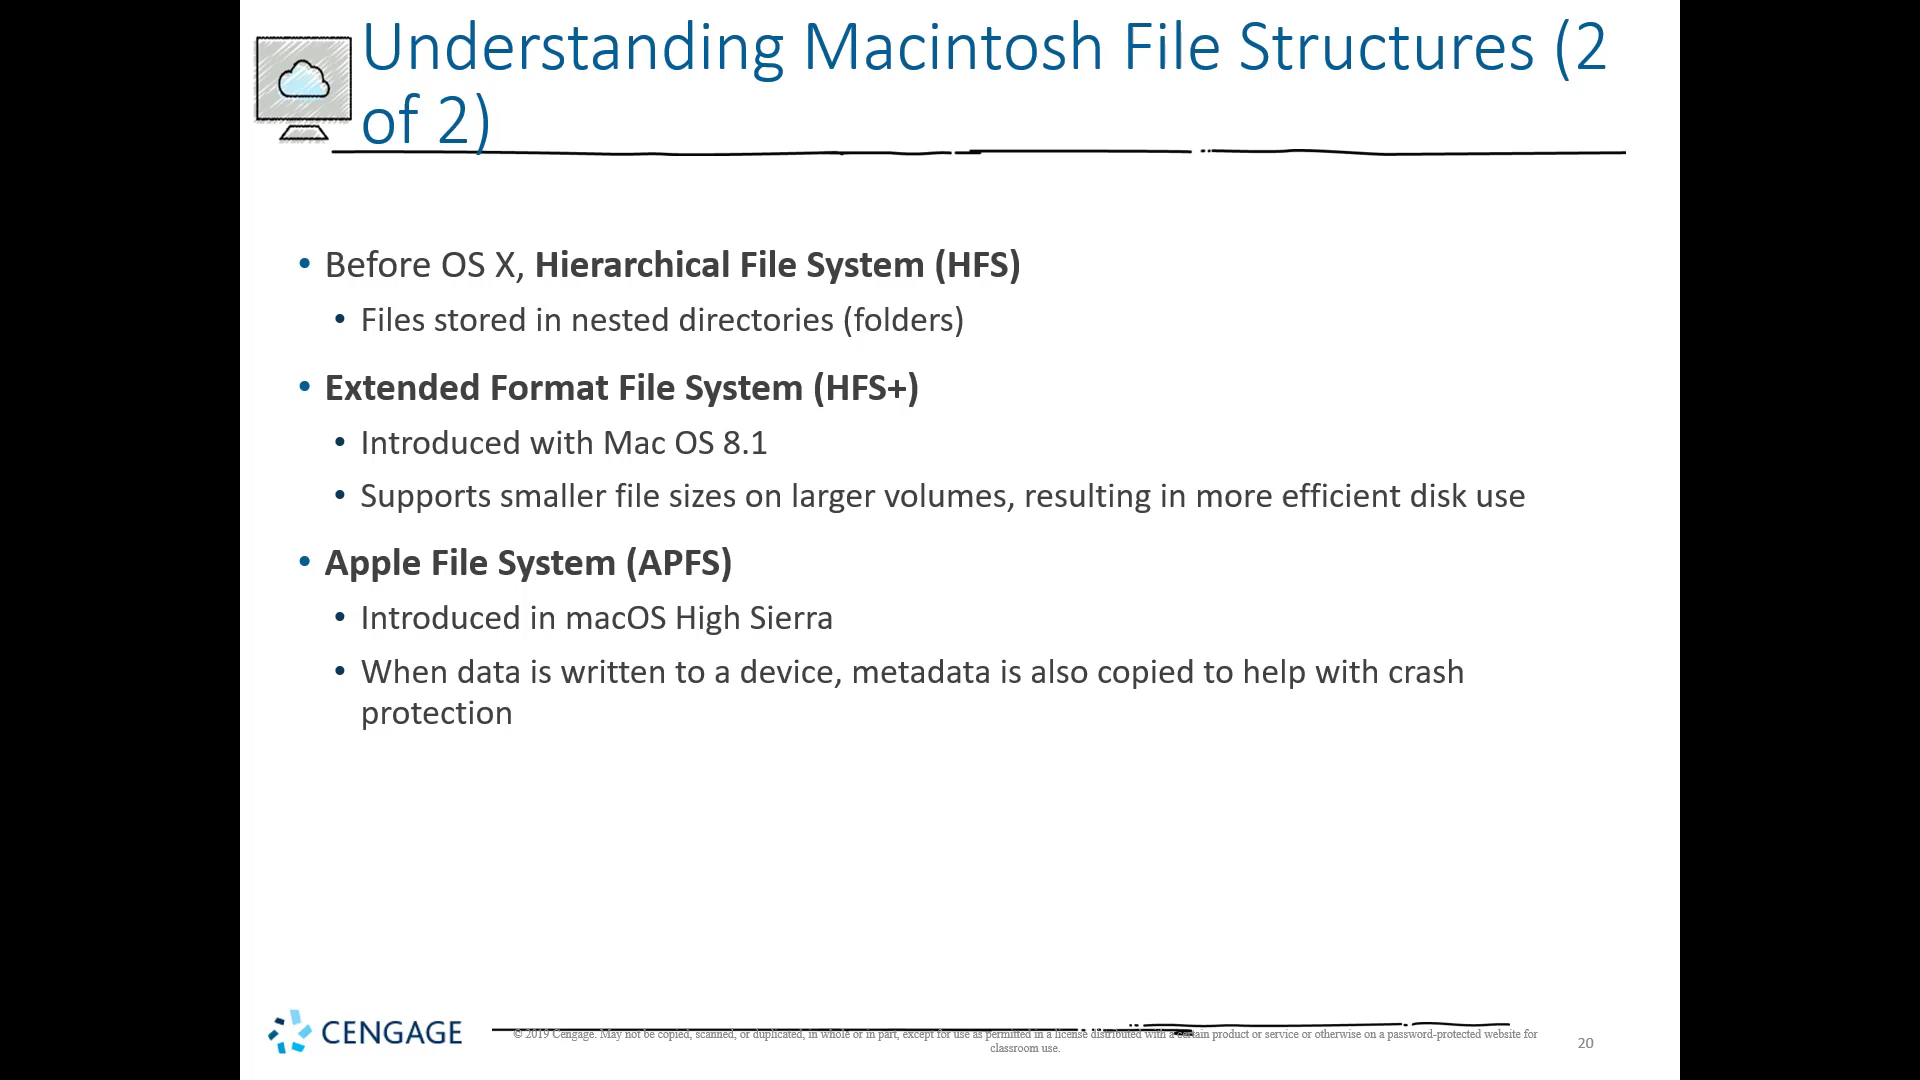 Understanding Macintosh File Structures (2
of 2)
• Before OS X, Hierarchical File System (HFS)
• Files stored in nested directories (folders)
• Extended Format File System (HFS+)
• Introduced with Mac OS 8.1
• Supports smaller file sizes on larger volumes, resulting in more efficient disk use
• Apple File System (APFS)
• Introduced in macOS High Sierra
• When data is written to a device, metadata is also copied to help with crash
protection
CENGAGE
© 2019 Cengage. May not be copied, scanned, or duplicated, in whole or in part, except for use as permitted in a license distributed with a certain product or service or otherwise on a password-protected website for
classroom use.
20